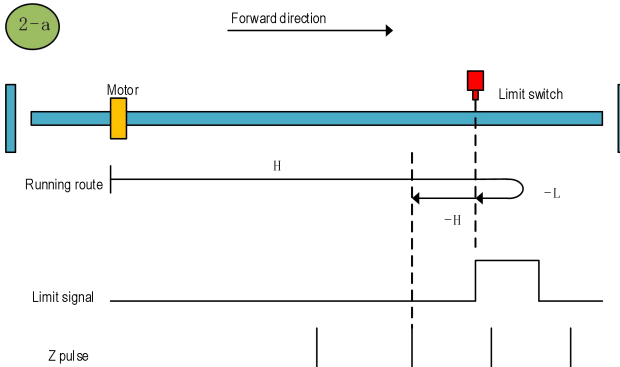 2-a
Forward direction
Motor
Limit switch
H
Running route
-L
-H
Limit signal
Z pulse